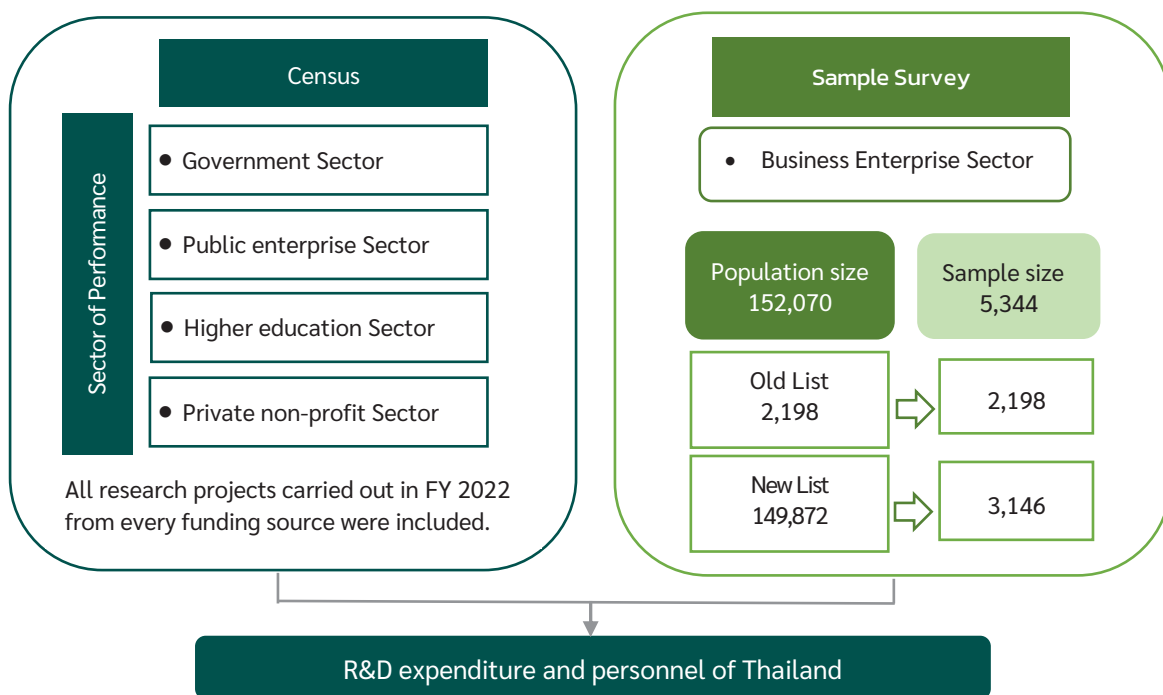 Census
Sector of Performance
• Government Sector
• Public enterprise Sector
• Higher education Sector
• Private non-profit Sector
All research projects carried out in FY 2022
from every funding source were included.
Sample Survey
• Business Enterprise Sector
Population size
152,070
Sample size
5,344
Old List
2,198
2,198
New List
149,872
3,146
R&D expenditure and personnel of Thailand